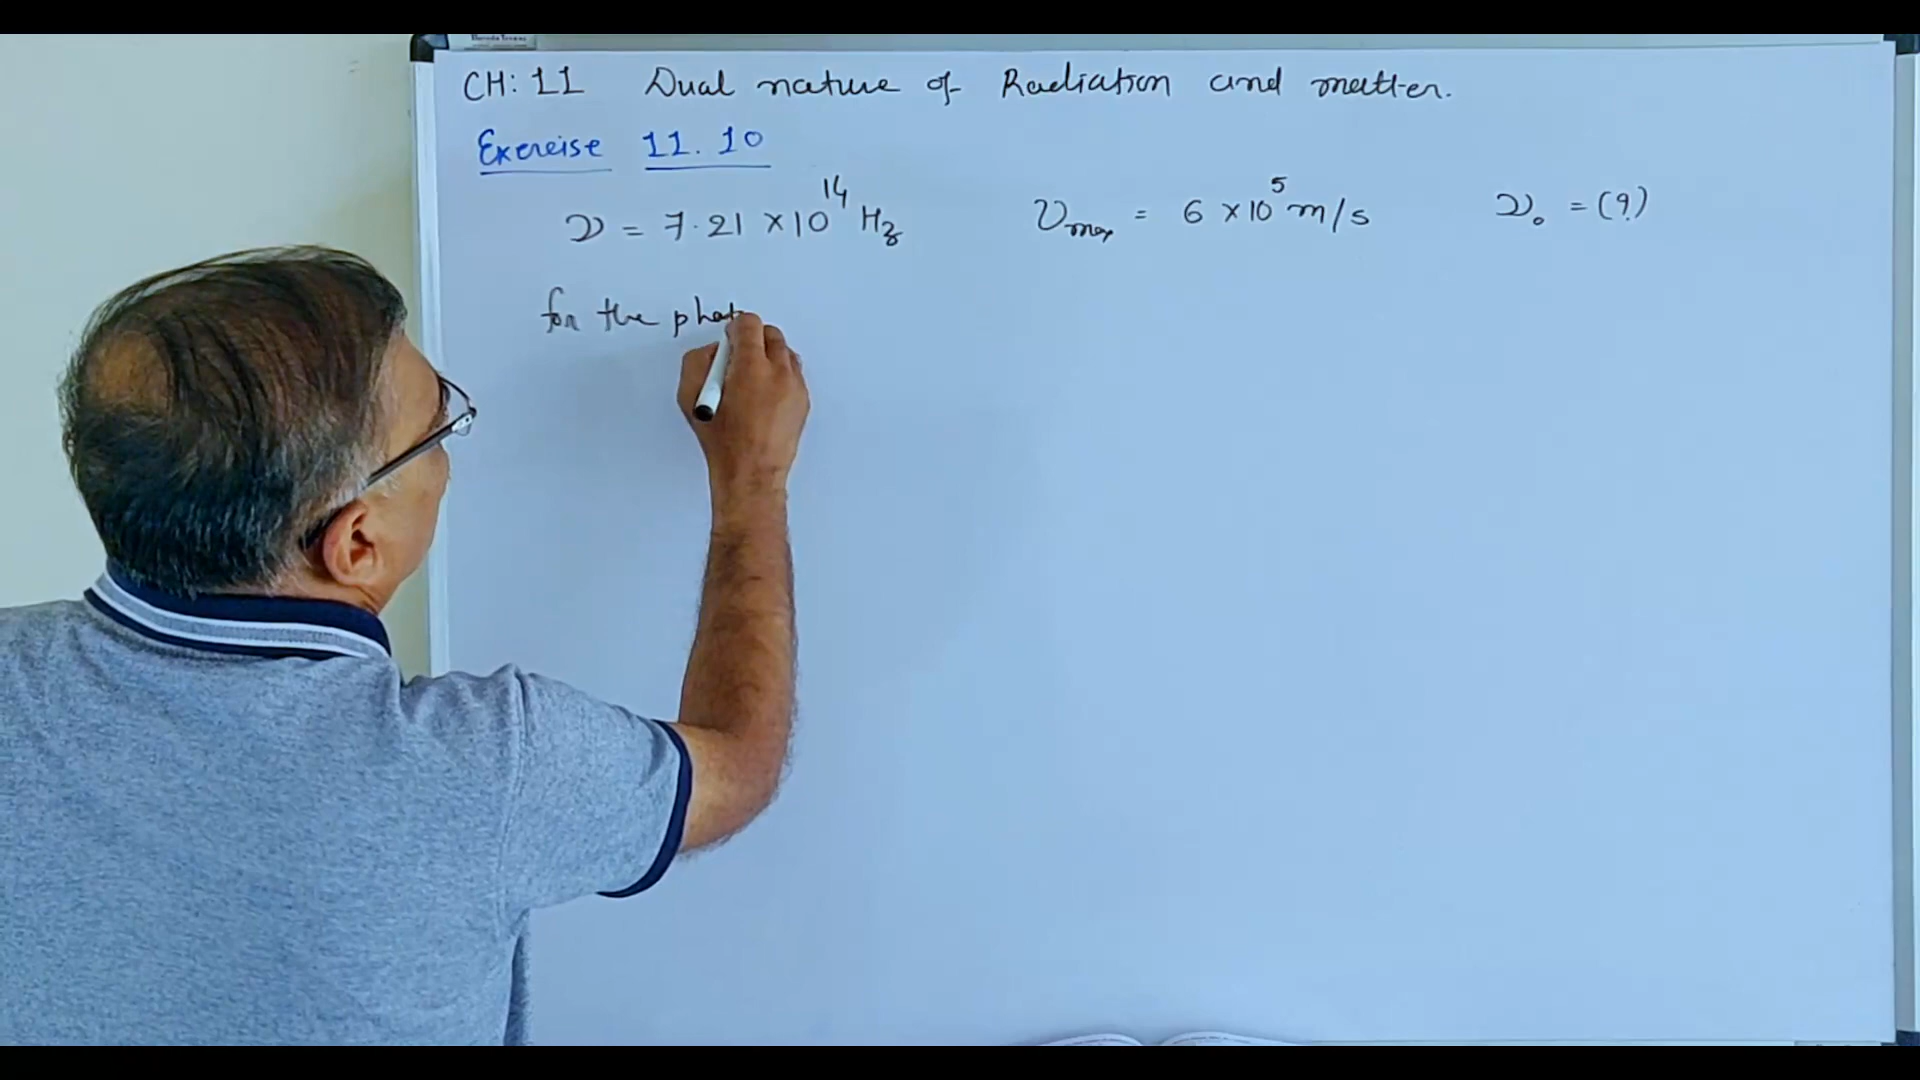 CH: 11 Dual nature of Radiation and matter.
Exercise 11.10
ν = 7.21 × 10¹⁴ Hz v_max = 6 × 10⁵ m/s ν₀ = (?)
for the phot